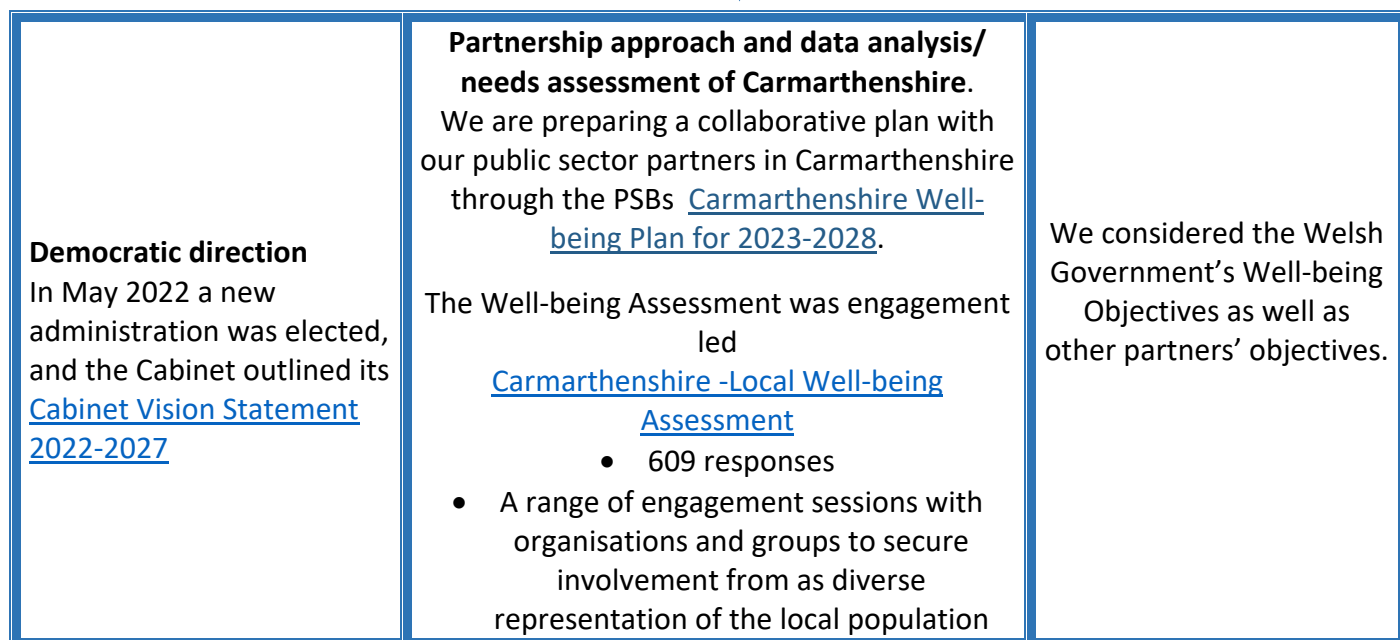 Democratic direction
In May 2022 a new
administration was elected,
and the Cabinet outlined its
Cabinet Vision Statement
2022-2027
Partnership approach and data analysis/
needs assessment of Carmarthenshire.
We are preparing a collaborative plan with
our public sector partners in Carmarthenshire
through the PSBs Carmarthenshire Well-
being Plan for 2023-2028.
The Well-being Assessment was engagement
led
Carmarthenshire -Local Well-being
Assessment
• 609 responses
• A range of engagement sessions with
organisations and groups to secure
involvement from as diverse
representation of the local population
We considered the Welsh
Government’s Well-being
Objectives as well as
other partners’ objectives.